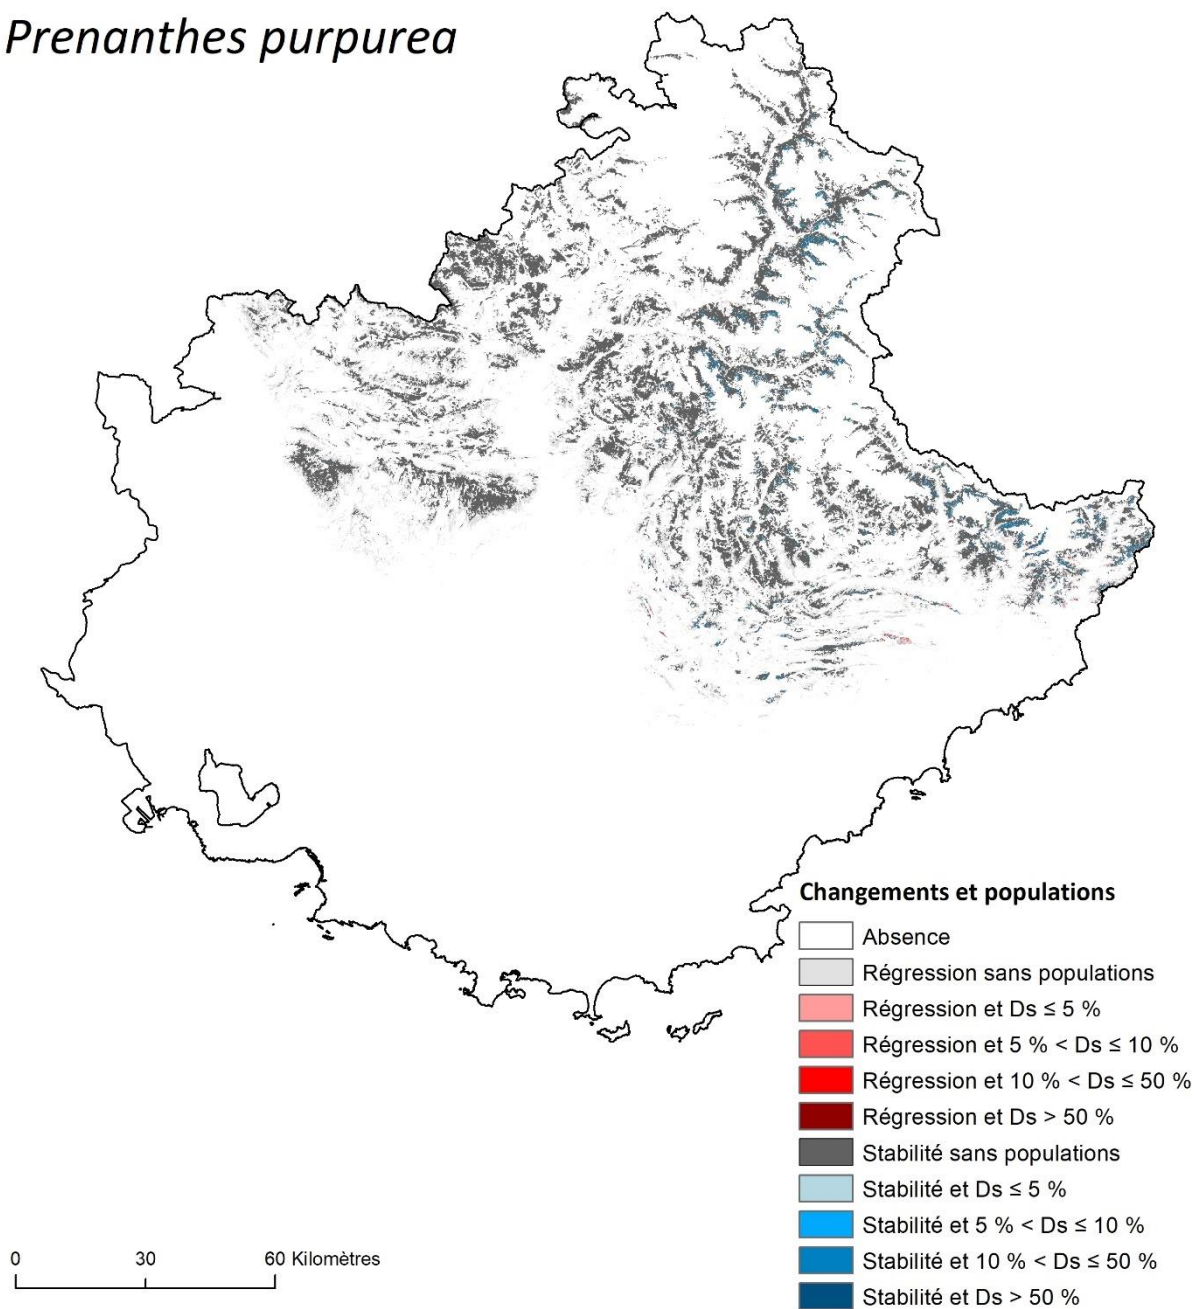 Prenanthes purpurea
Changements et populations
Absence
Régression sans populations
Régression et Ds ≤ 5 %
Régression et 5 % < Ds ≤ 10 %
Régression et 10 % < Ds ≤ 50 %
Régression et Ds > 50 %
Stabilité sans populations
Stabilité et Ds ≤ 5 %
Stabilité et 5 % < Ds ≤ 10 %
Stabilité et 10 % < Ds ≤ 50 %
Stabilité et Ds > 50 %
0 30 60 Kilomètres